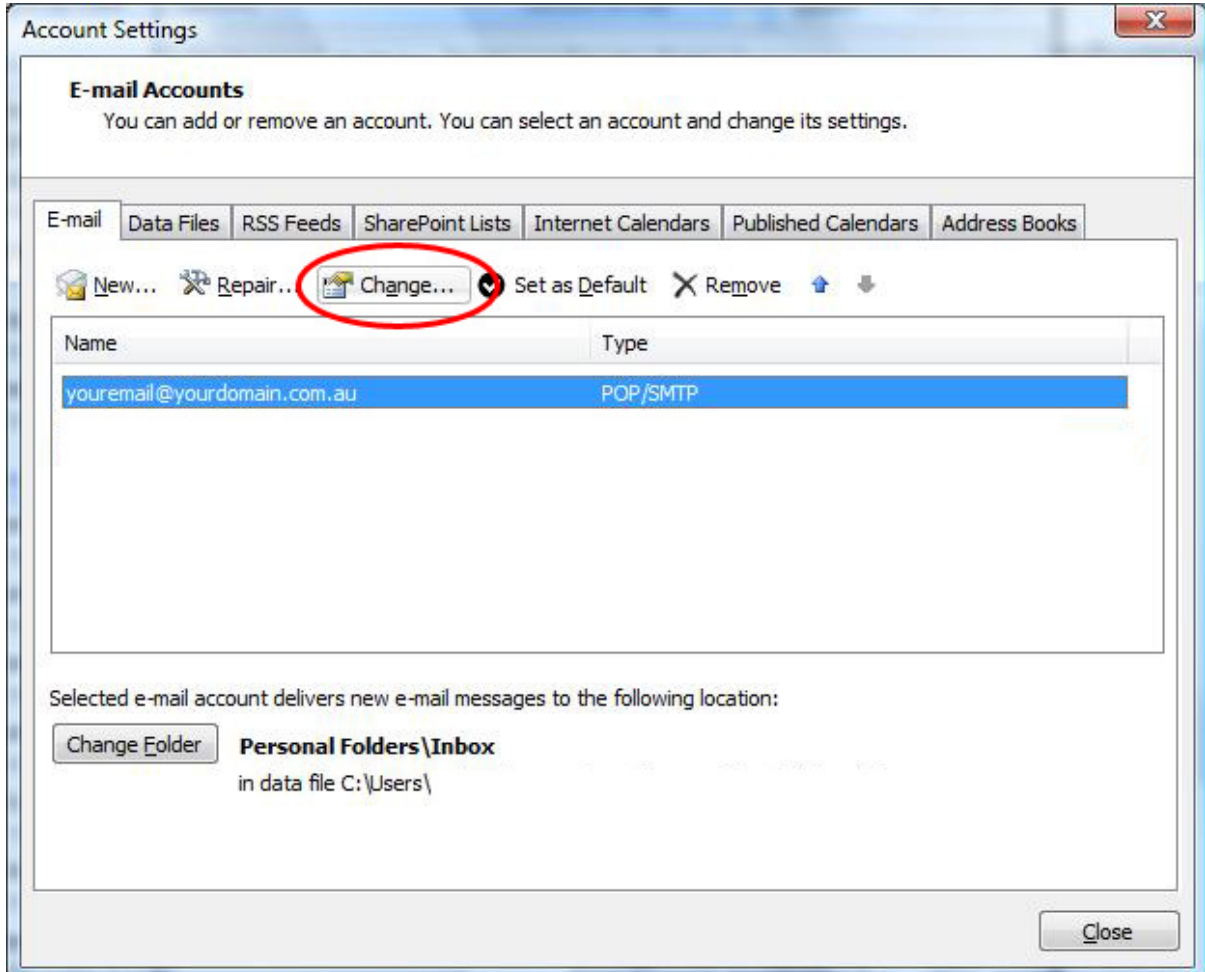 Account Settings
E-mail Accounts
You can add or remove an account. You can select an account and change its settings.
E-mail Data Files RSS Feeds SharePoint Lists Internet Calendars Published Calendars Address Books
New... Repair... Change... Set as Default Remove
Name Type
youremail@yourdomain.com.au POP/SMTP
Selected e-mail account delivers new e-mail messages to the following location:
Change Folder Personal Folders\Inbox
in data file C:\Users\
Close